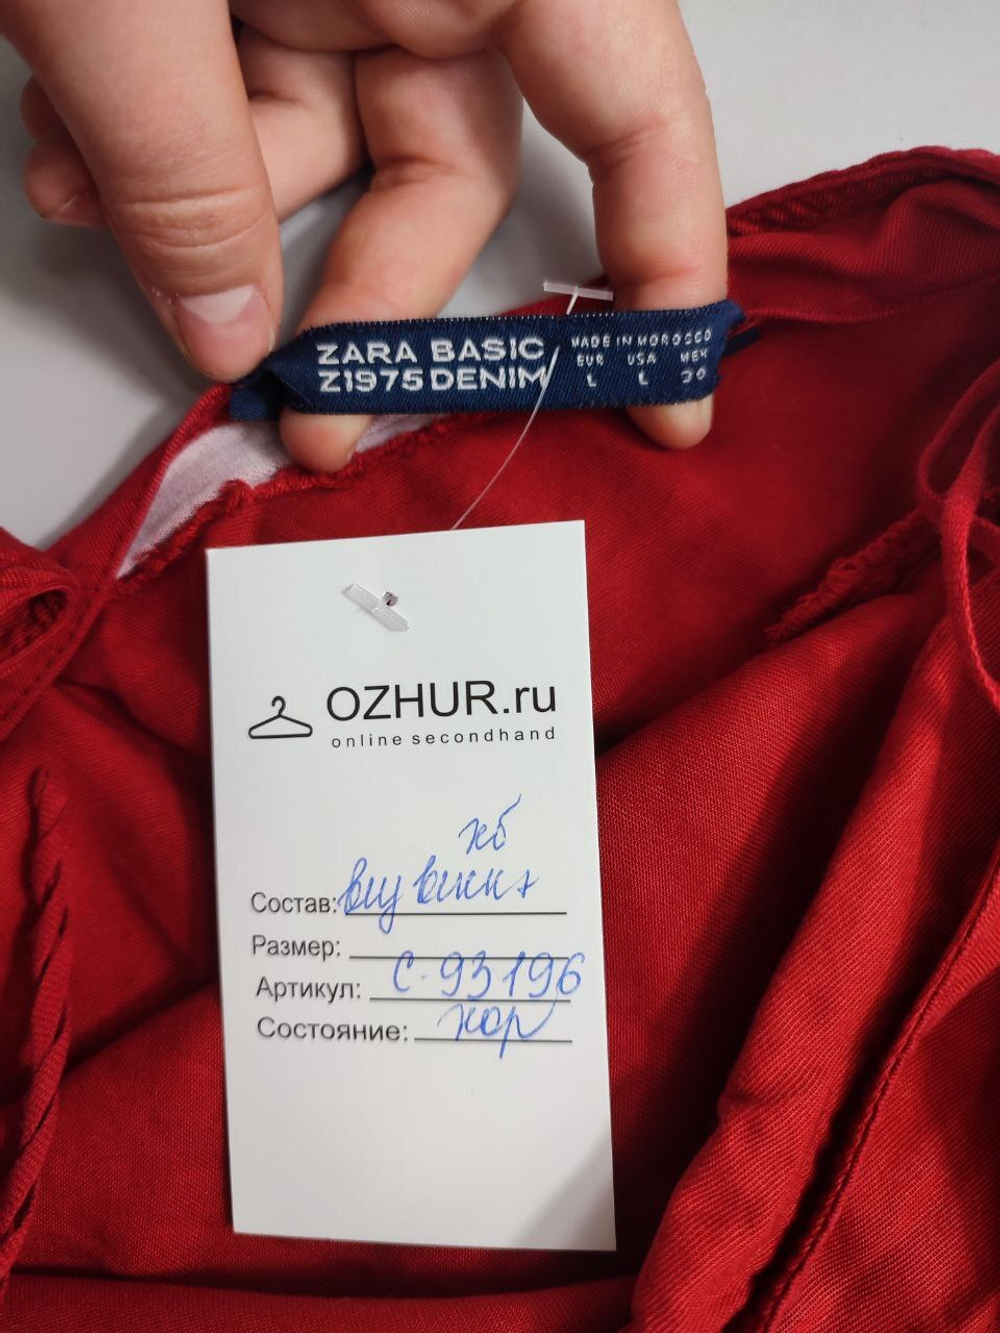 ZARA BASIC
Z1975 DENIM
MADE IN MOROCCO
EUR USA MEX
L L 30
OZHUR.ru
online secondhand
хб
Состав: виск+
Размер:
Артикул: С-93196
Состояние: хор